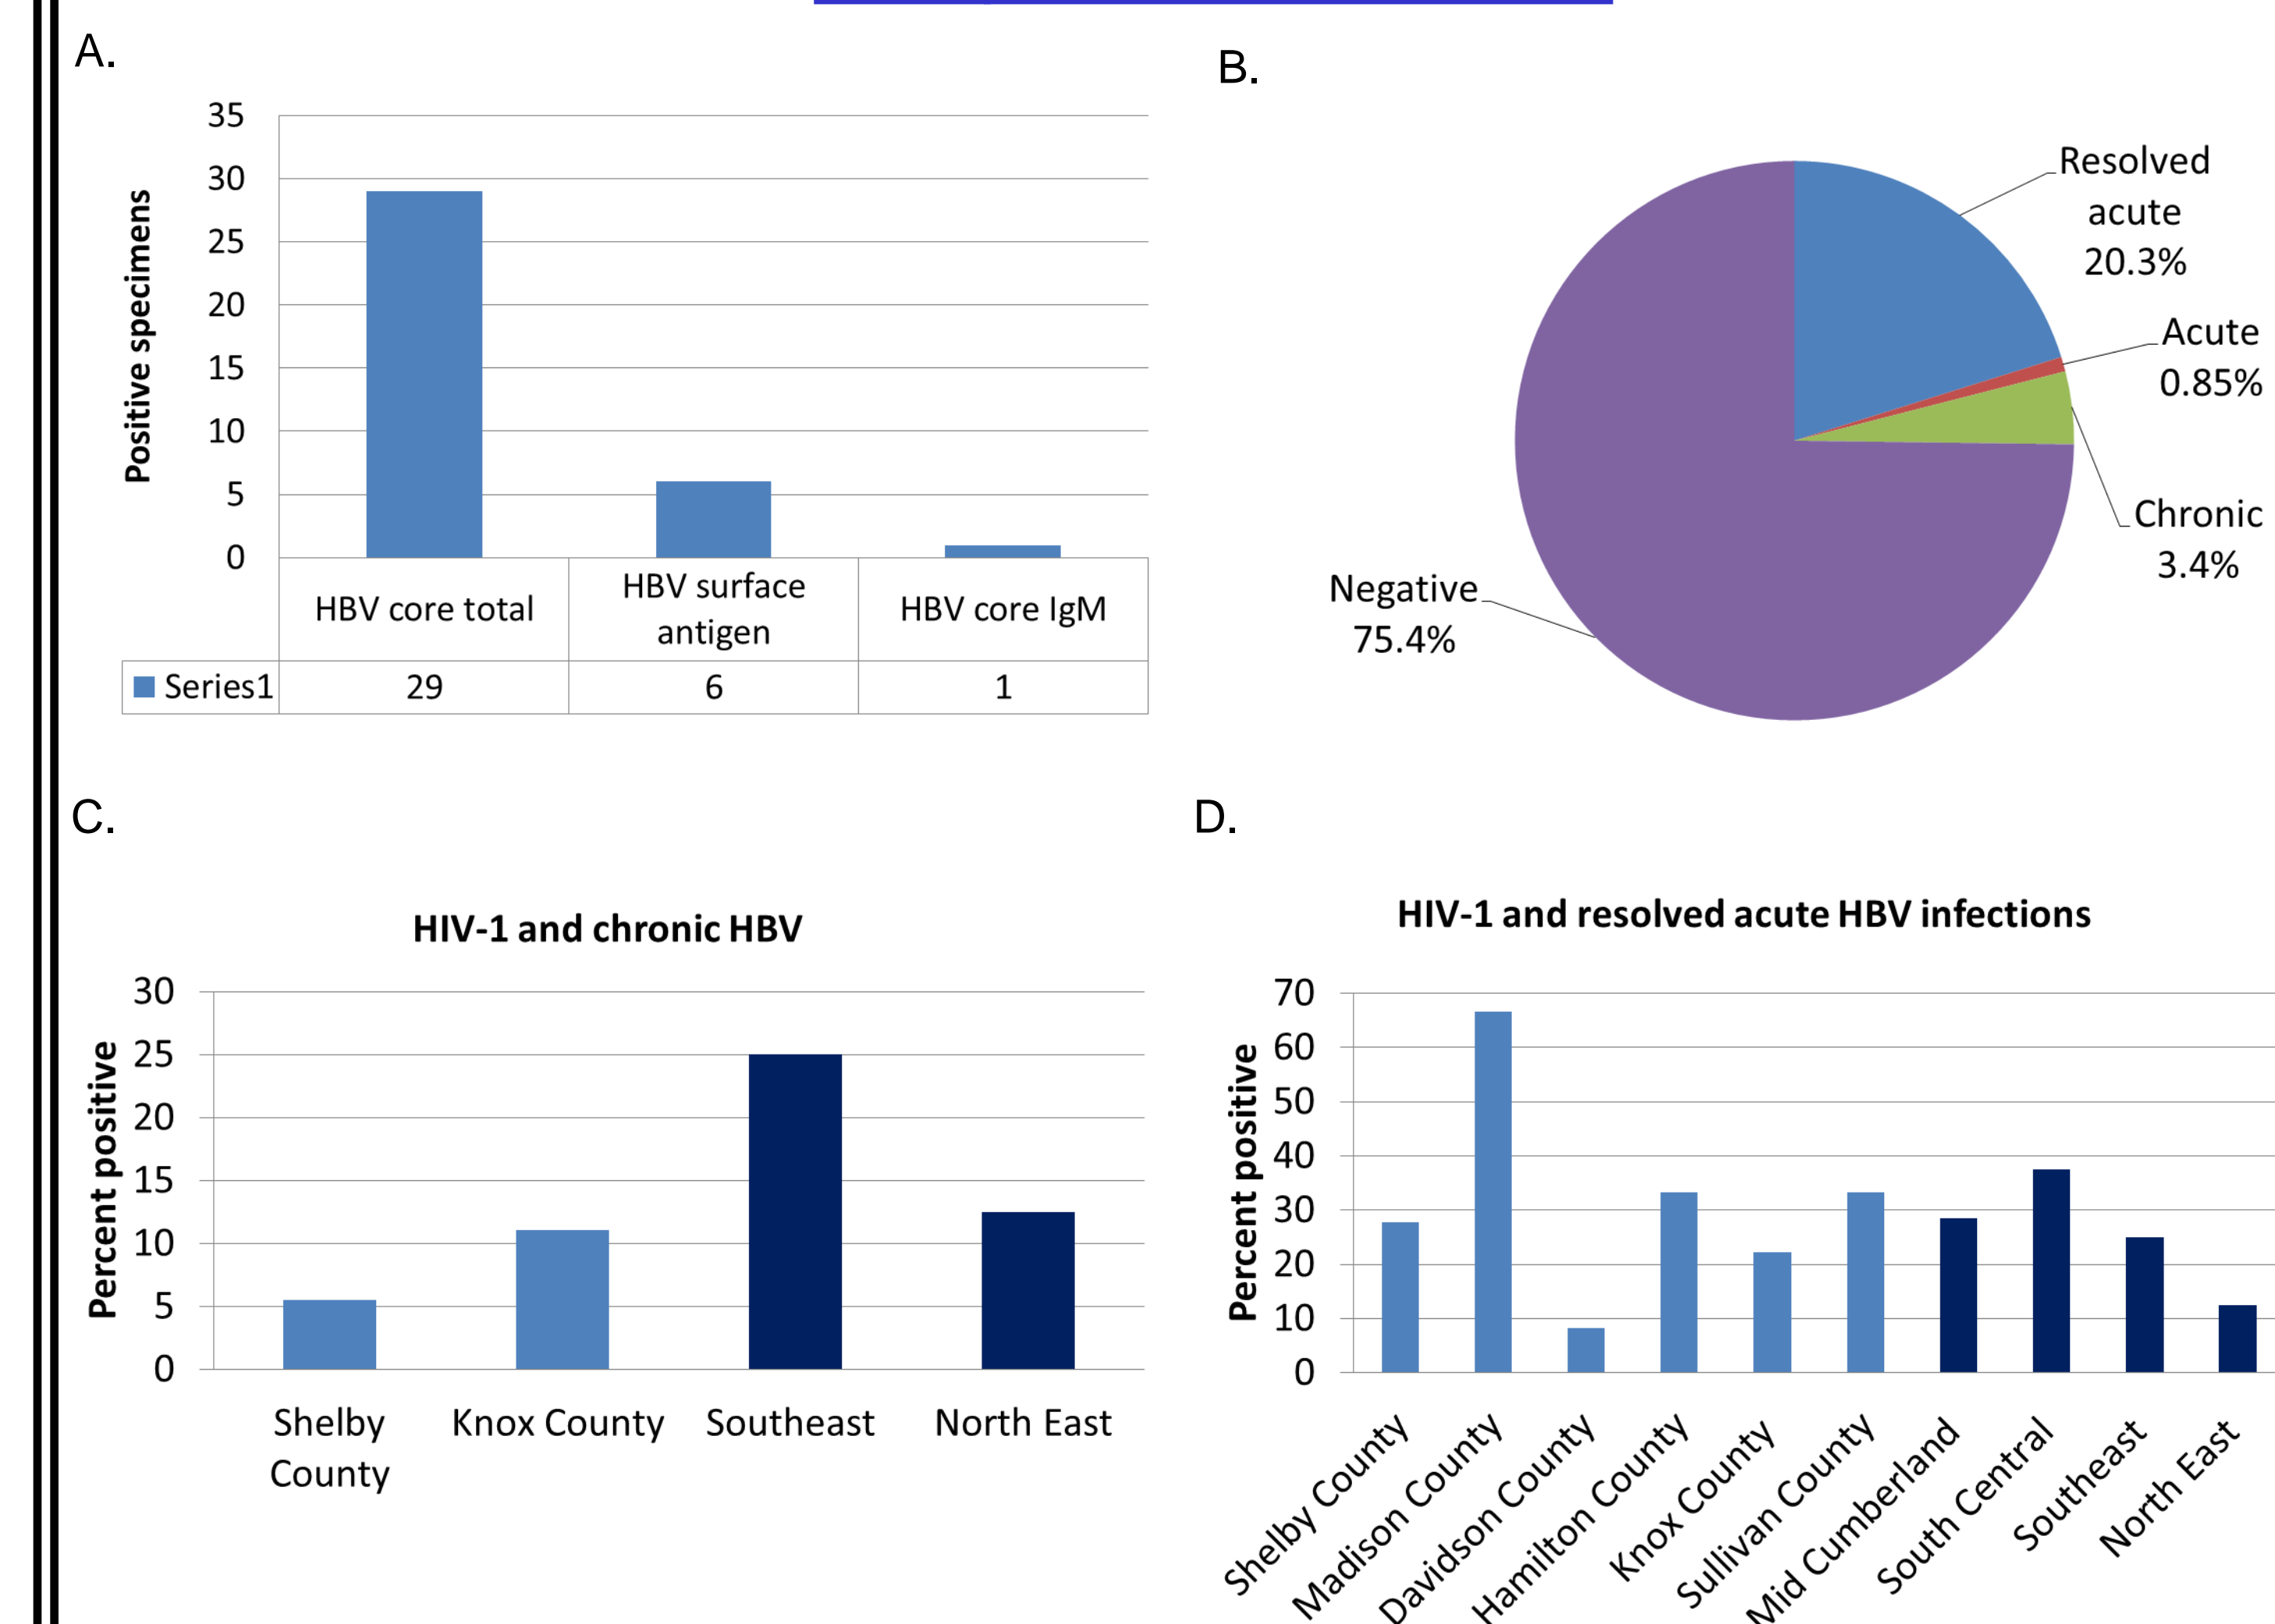 A.
35
30
25
20
15
10
5
0
Positive specimens
HBV core total
HBV surface
antigen
HBV core IgM
Series1 29 6 1
B.
Resolved
acute
20.3%
Acute
0.85%
Chronic
3.4%
Negative
75.4%
C.
HIV-1 and chronic HBV
30
25
20
15
10
5
0
Percent positive
Shelby
County
Knox County
Southeast
North East
D.
HIV-1 and resolved acute HBV infections
70
60
50
40
30
20
10
0
Percent positive
Shelby County
Madison County
Davidson County
Hamilton County
Knox County
Sullivan County
Mid Cumberland
South Central
Southeast
North East